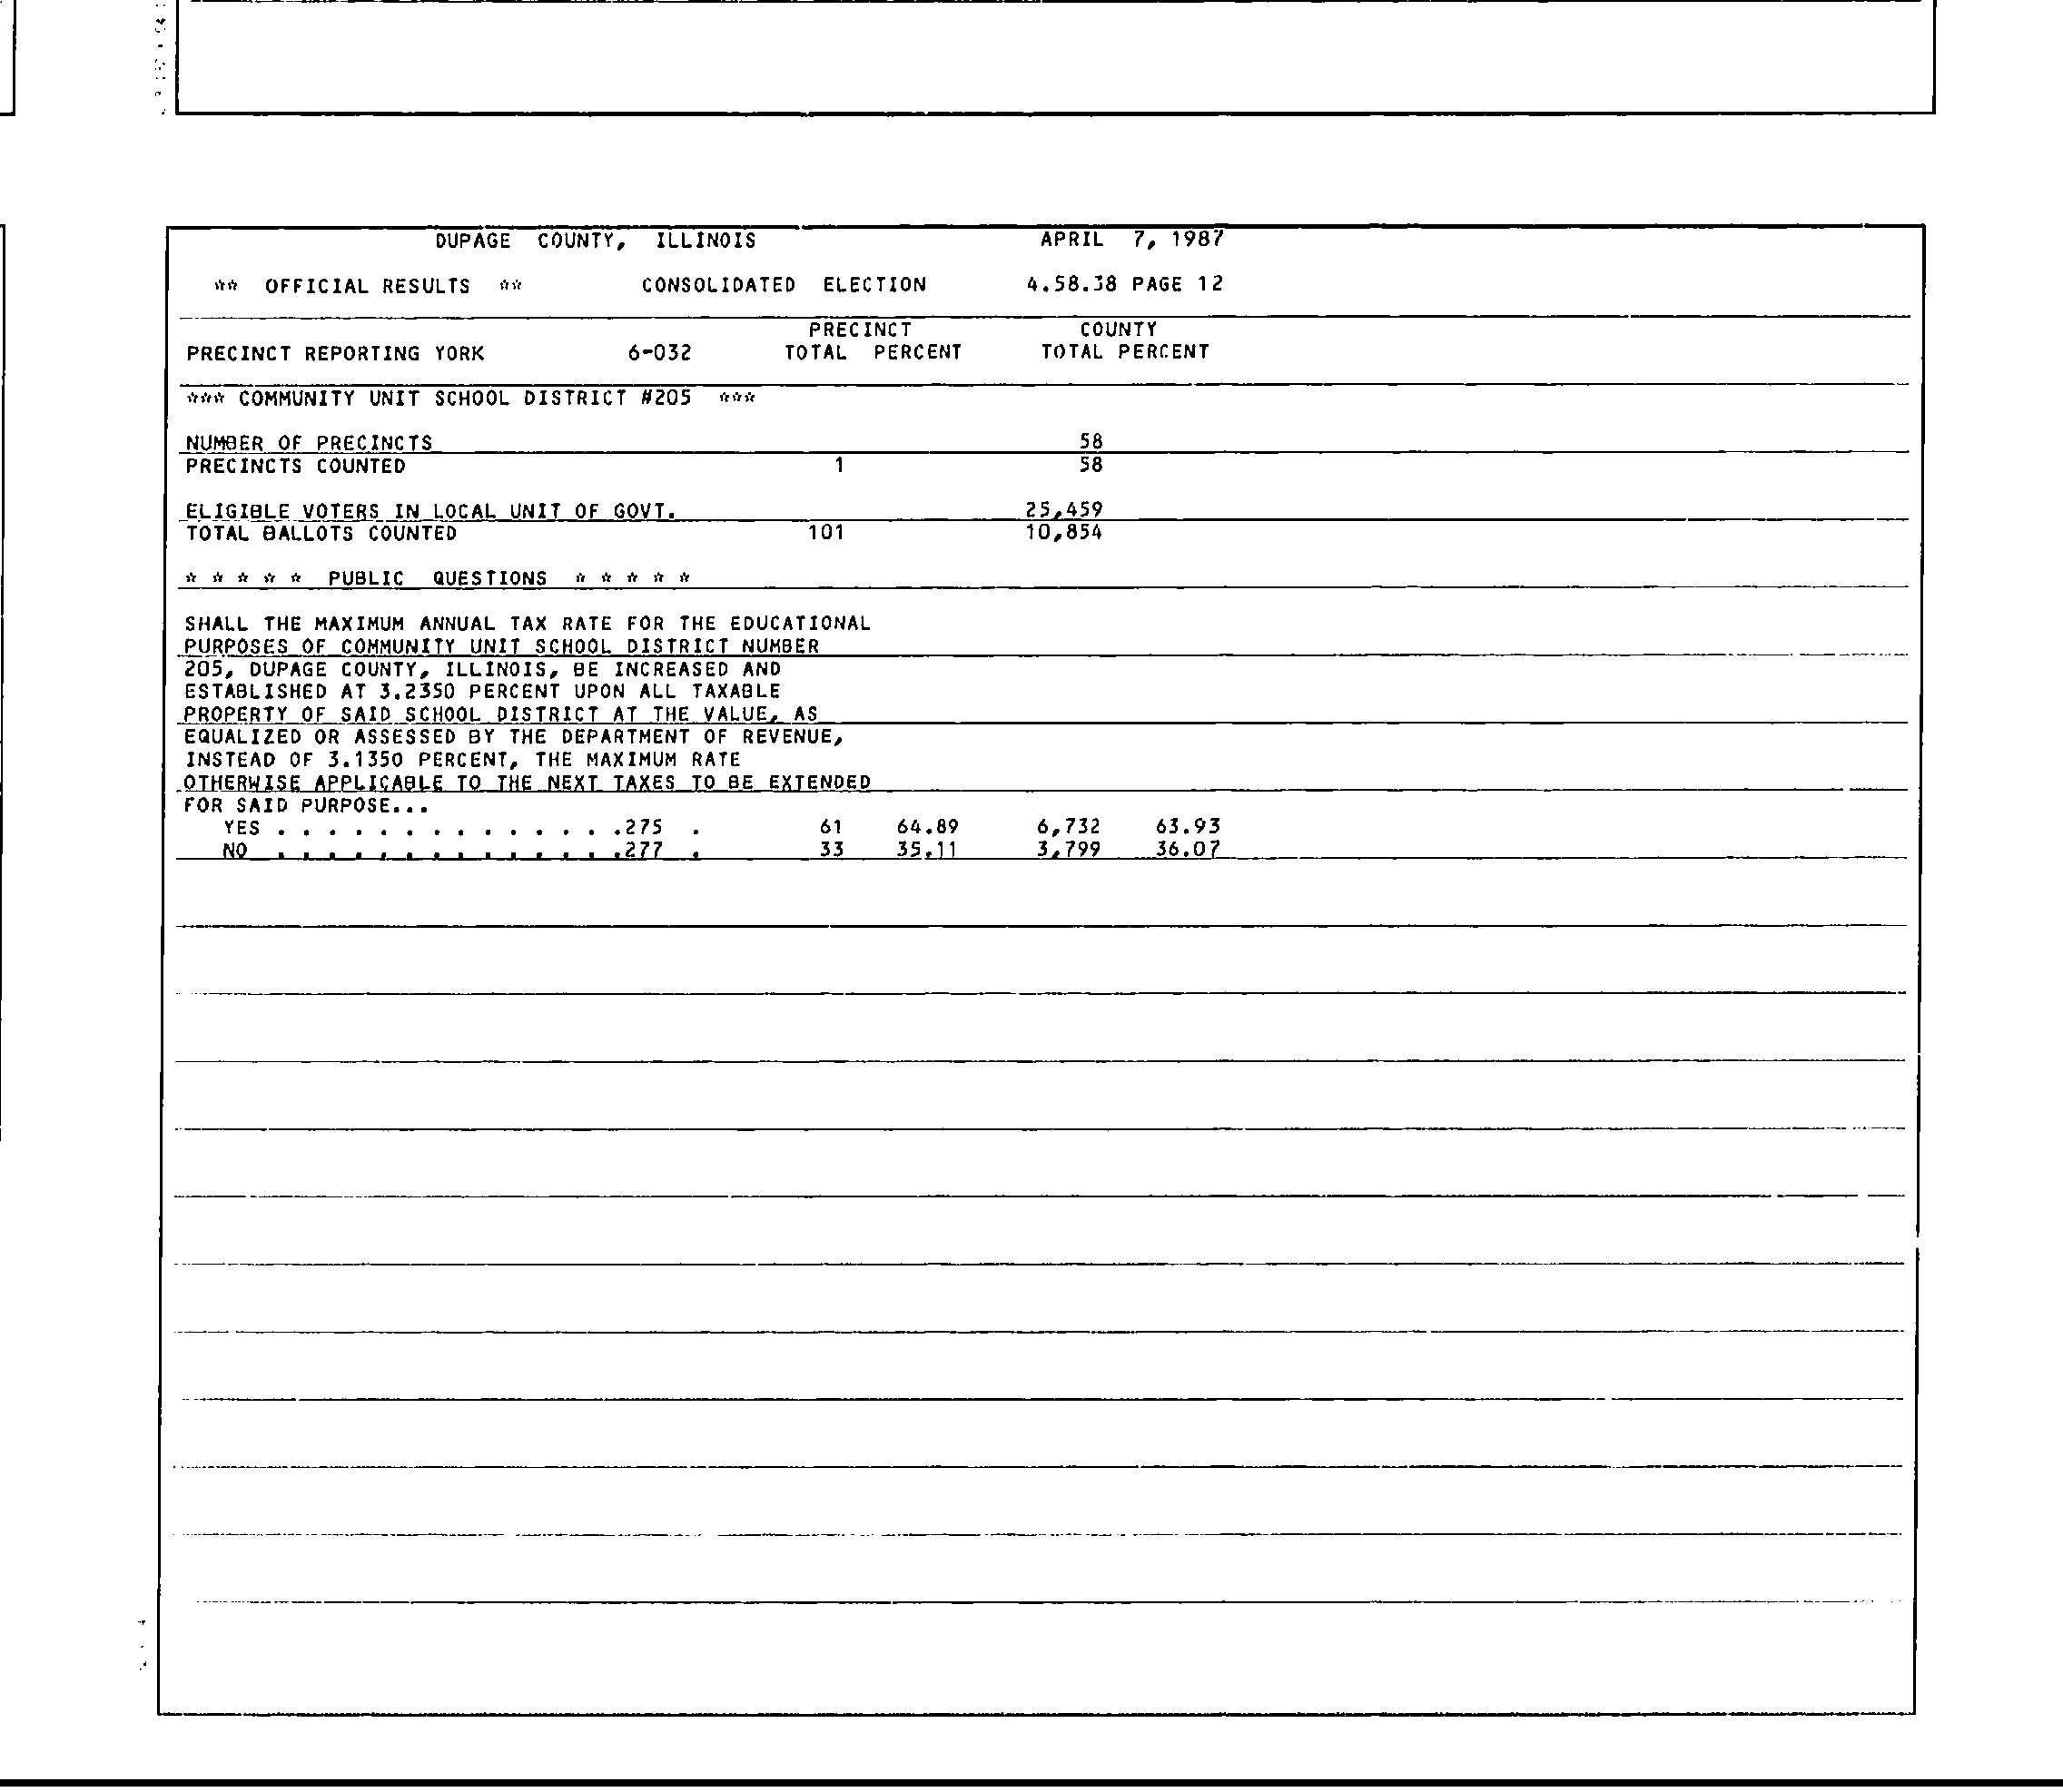 DUPAGE COUNTY, ILLINOIS APRIL 7, 1987
** OFFICIAL RESULTS ** CONSOLIDATED ELECTION 4.58.38 PAGE 12
PRECINCT COUNTY
PRECINCT REPORTING YORK 6-032 TOTAL PERCENT TOTAL PERCENT
*** COMMUNITY UNIT SCHOOL DISTRICT #205 ***
NUMBER OF PRECINCTS 58
PRECINCTS COUNTED 1 58
ELIGIBLE VOTERS IN LOCAL UNIT OF GOVT. 25,459
TOTAL BALLOTS COUNTED 101 10,854
* * * * * PUBLIC QUESTIONS * * * * *
SHALL THE MAXIMUM ANNUAL TAX RATE FOR THE EDUCATIONAL
PURPOSES OF COMMUNITY UNIT SCHOOL DISTRICT NUMBER
205, DUPAGE COUNTY, ILLINOIS, BE INCREASED AND
ESTABLISHED AT 3.2350 PERCENT UPON ALL TAXABLE
PROPERTY OF SAID SCHOOL DISTRICT AT THE VALUE, AS
EQUALIZED OR ASSESSED BY THE DEPARTMENT OF REVENUE,
INSTEAD OF 3.1350 PERCENT, THE MAXIMUM RATE
OTHERWISE APPLICABLE TO THE NEXT TAXES TO BE EXTENDED
FOR SAID PURPOSE...
YES . . . . . . . . . . . . . .275 . 61 64.89 6,732 63.93
NO . . . . . . . . . . . . . .277 . 33 35.11 3,799 36.07